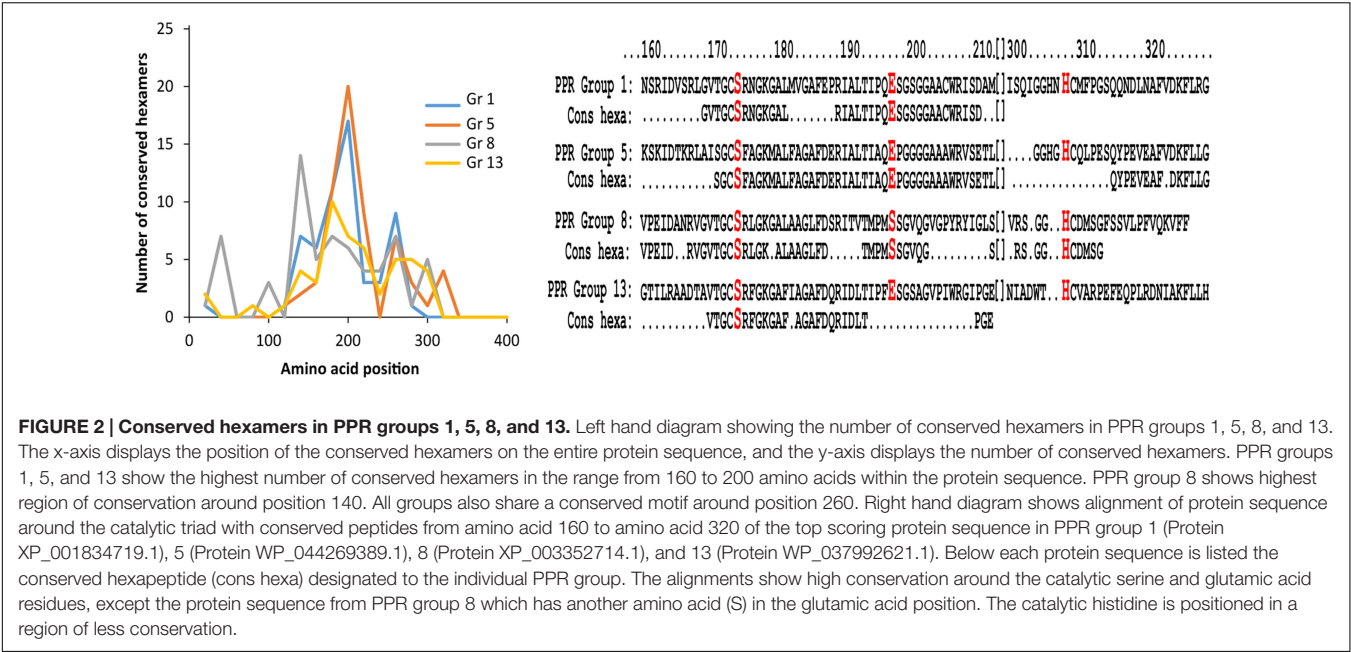 25
20
15
10
5
0
0 100 200 300 400
Number of conserved hexamers
Amino acid position
Gr 1
Gr 5
Gr 8
Gr 13
...160.......170.......180.......190.......200.......210[]300.......310.......320.......
PPR Group 1: NSRIDVSRLGVTGCSRNGKGALMVGAFEPRIALTIPQESGSGGAACWRISDAM[]ISQIGGHNHCMFPGSQQNDLNAFVDKFLRG
Cons hexa: .........GVTGCSRNGKGAL.......RIALTIPQESGSGGAACWRISD..[]
PPR Group 5: KSKIDTKRLAISGCSFAGKMALFAGAFDERIALTIAQEPGGGGAAAWRVSETL[]....GGHGHCQLPESQYPEVEAFVDKFLLG
Cons hexa: ...........SGCSFAGKMALFAGAFDERIALTIAQEPGGGGAAAWRVSETL[]...............QYPEVEAF.DKFLLG
PPR Group 8: VPEIDANRVGVTGCSRLGKGALAAGLFDSRITVTMPMSSGVQGVGPYRYIGLS[]VRS.GG..HCDMSGFSSVLPFVQKVFF
Cons hexa: VPEID..RVGVTGCSRLGK.ALAAGLFD.....TMPMSSGVQG.........S[].RS.GG..HCDMSG
PPR Group 13: GTILRAADTAVTGCSRFGKGAFIAGAFDQRIDLTIPFESGSAGVPIWRGIPGE[]NIADWT..HCVARPEFEQPLRDNIAKFLLH
Cons hexa: ..........VTGCSRFGKGAF.AGAFDQRIDLT................PGE
FIGURE 2 | Conserved hexamers in PPR groups 1, 5, 8, and 13. Left hand diagram showing the number of conserved hexamers in PPR groups 1, 5, 8, and 13.
The x-axis displays the position of the conserved hexamers on the entire protein sequence, and the y-axis displays the number of conserved hexamers. PPR groups
1, 5, and 13 show the highest number of conserved hexamers in the range from 160 to 200 amino acids within the protein sequence. PPR group 8 shows highest
region of conservation around position 140. All groups also share a conserved motif around position 260. Right hand diagram shows alignment of protein sequence
around the catalytic triad with conserved peptides from amino acid 160 to amino acid 320 of the top scoring protein sequence in PPR group 1 (Protein
XP_001834719.1), 5 (Protein WP_044269389.1), 8 (Protein XP_003352714.1), and 13 (Protein WP_037992621.1). Below each protein sequence is listed the
conserved hexapeptide (cons hexa) designated to the individual PPR group. The alignments show high conservation around the catalytic serine and glutamic acid
residues, except the protein sequence from PPR group 8 which has another amino acid (S) in the glutamic acid position. The catalytic histidine is positioned in a
region of less conservation.